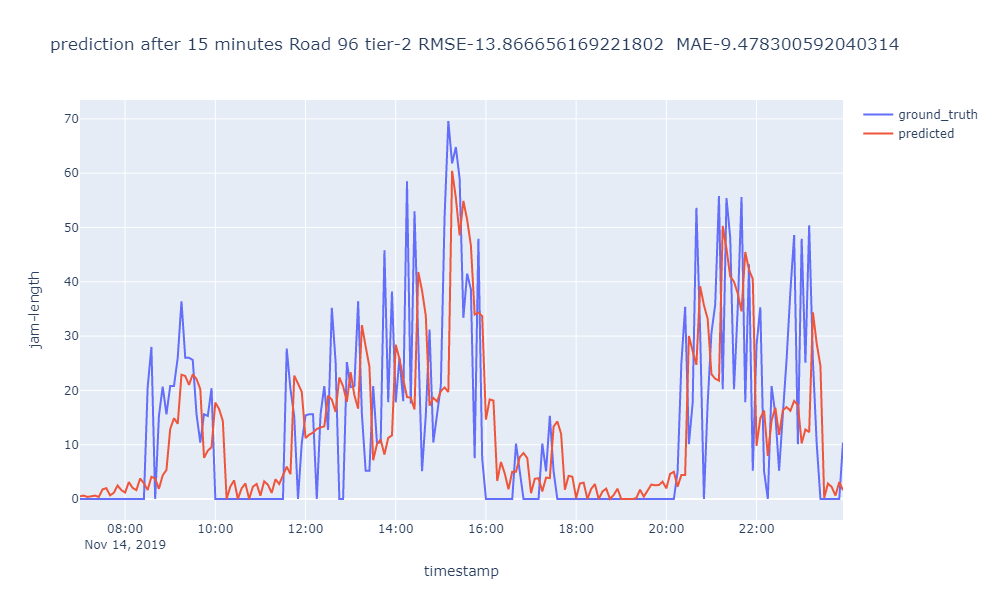 prediction after 15 minutes Road 96 tier-2 RMSE-13.866656169221802  MAE-9.478300592040314
ground_truth
predicted
jam-length
70
60
50
40
30
20
10
0
08:00 10:00 12:00 14:00 16:00 18:00 20:00 22:00
Nov 14, 2019
timestamp